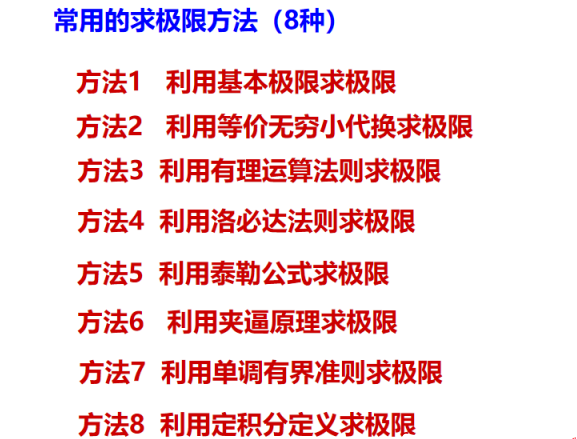 常用的求极限方法（8种）
方法1 利用基本极限求极限
方法2 利用等价无穷小代换求极限
方法3 利用有理运算法则求极限
方法4 利用洛必达法则求极限
方法5 利用泰勒公式求极限
方法6 利用夹逼原理求极限
方法7 利用单调有界准则求极限
方法8 利用定积分定义求极限